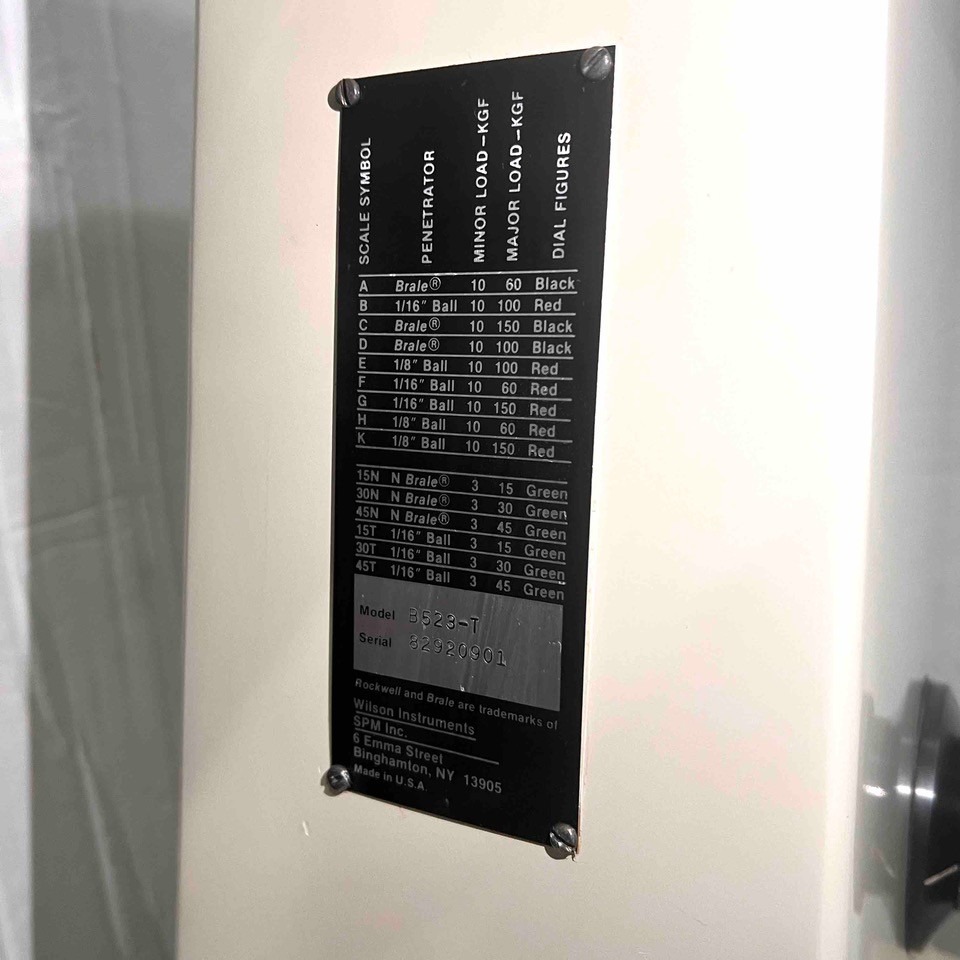 SCALE SYMBOL PENETRATOR MINOR LOAD-KGF MAJOR LOAD-KGF DIAL FIGURES
A Brale® 10 60 Black
B 1/16" Ball 10 100 Red
C Brale® 10 150 Black
D Brale® 10 100 Black
E 1/8" Ball 10 100 Red
F 1/16" Ball 10 60 Red
G 1/16" Ball 10 150 Red
H 1/8" Ball 10 60 Red
K 1/8" Ball 10 150 Red
15N N Brale® 3 15 Green
30N N Brale® 3 30 Green
45N N Brale® 3 45 Green
15T 1/16" Ball 3 15 Green
30T 1/16" Ball 3 30 Green
45T 1/16" Ball 3 45 Green
Model B523-T
Serial 82920901
Rockwell and Brale are trademarks of
Wilson Instruments
SPM Inc.
6 Emma Street
Binghamton, NY 13905
Made in U.S.A.